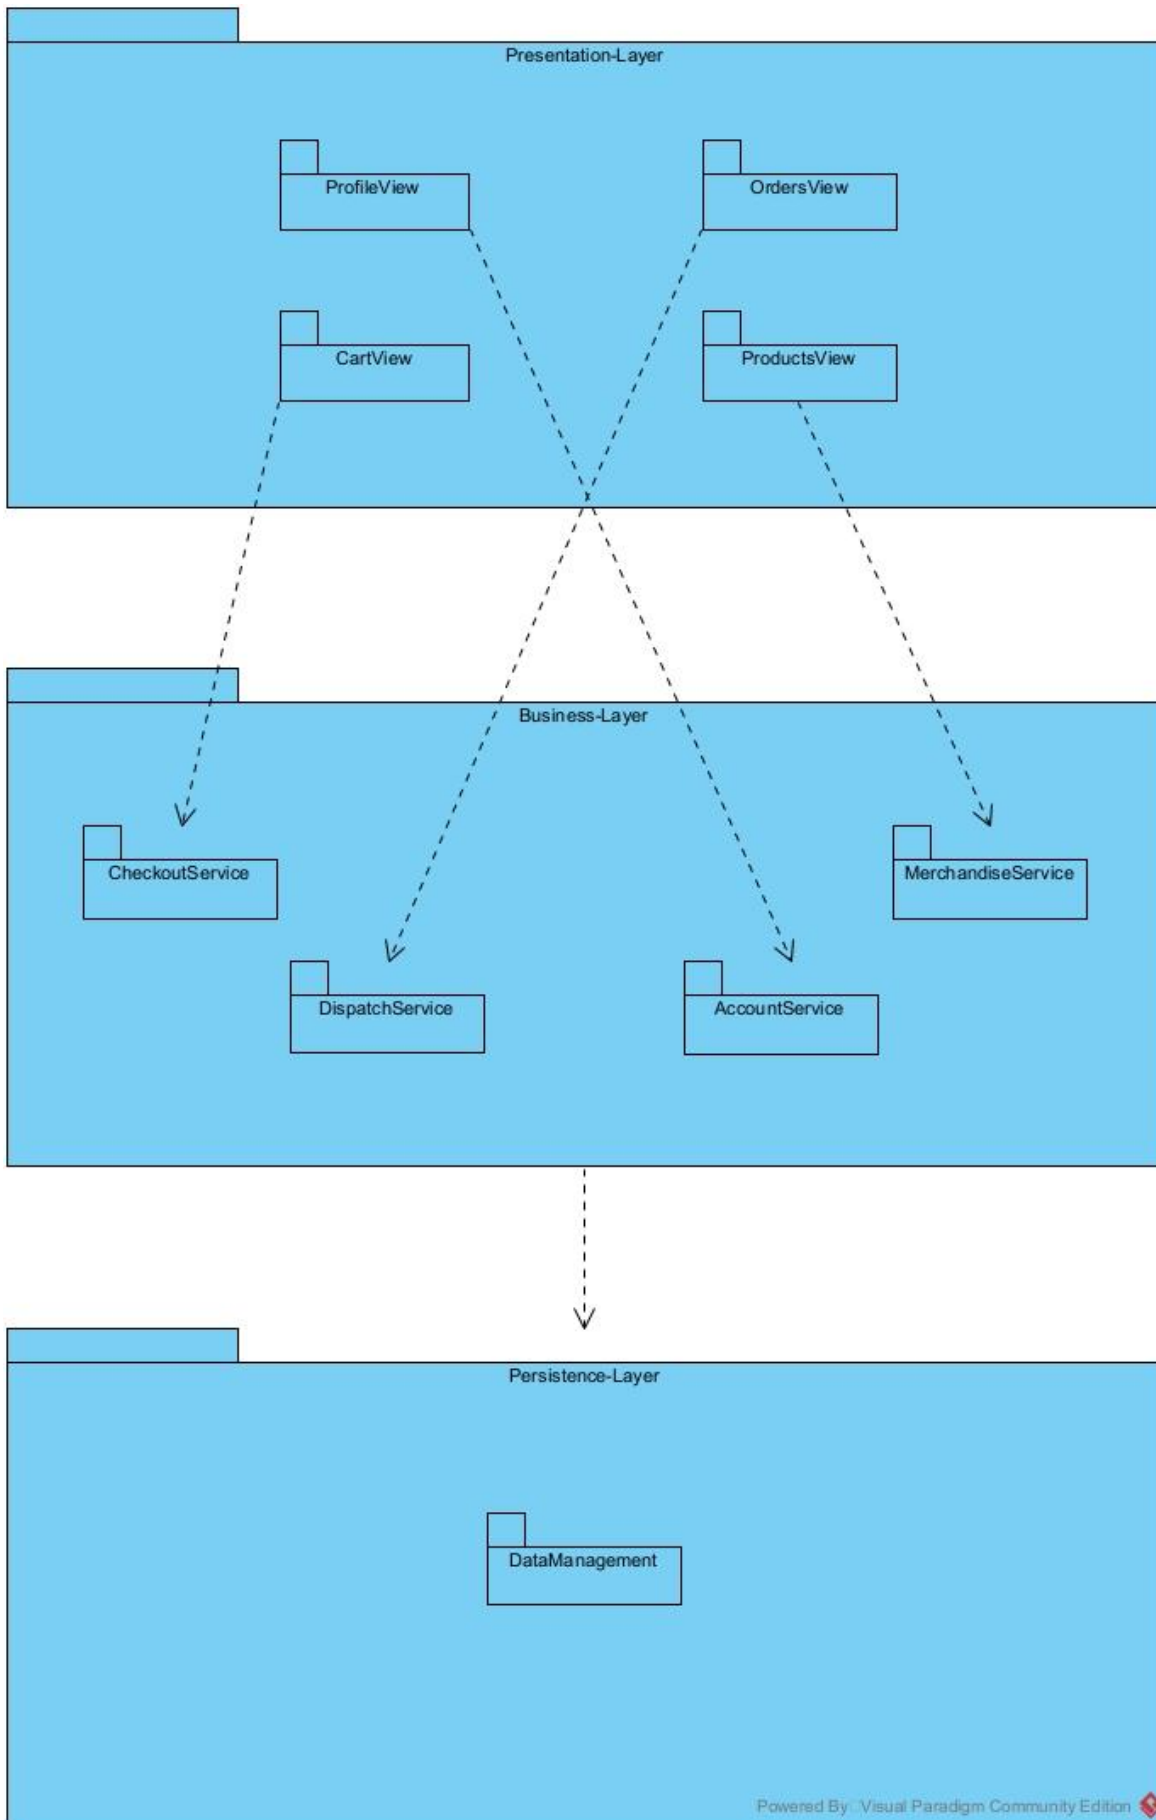 Presentation-Layer
ProfileView
OrdersView
CartView
ProductsView
Business-Layer
CheckoutService
MerchandiseService
DispatchService
AccountService
Persistence-Layer
DataManagement
Powered By Visual Paradigm Community Edition